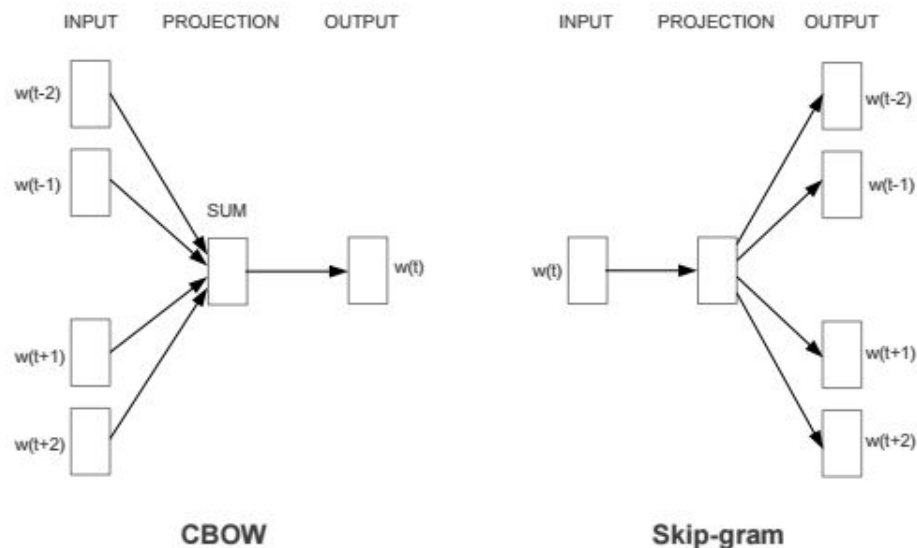 INPUT PROJECTION OUTPUT
w(t-2)
w(t-1)
SUM
w(t)
w(t+1)
w(t+2)
CBOW
INPUT PROJECTION OUTPUT
w(t-2)
w(t-1)
w(t)
w(t+1)
w(t+2)
Skip-gram